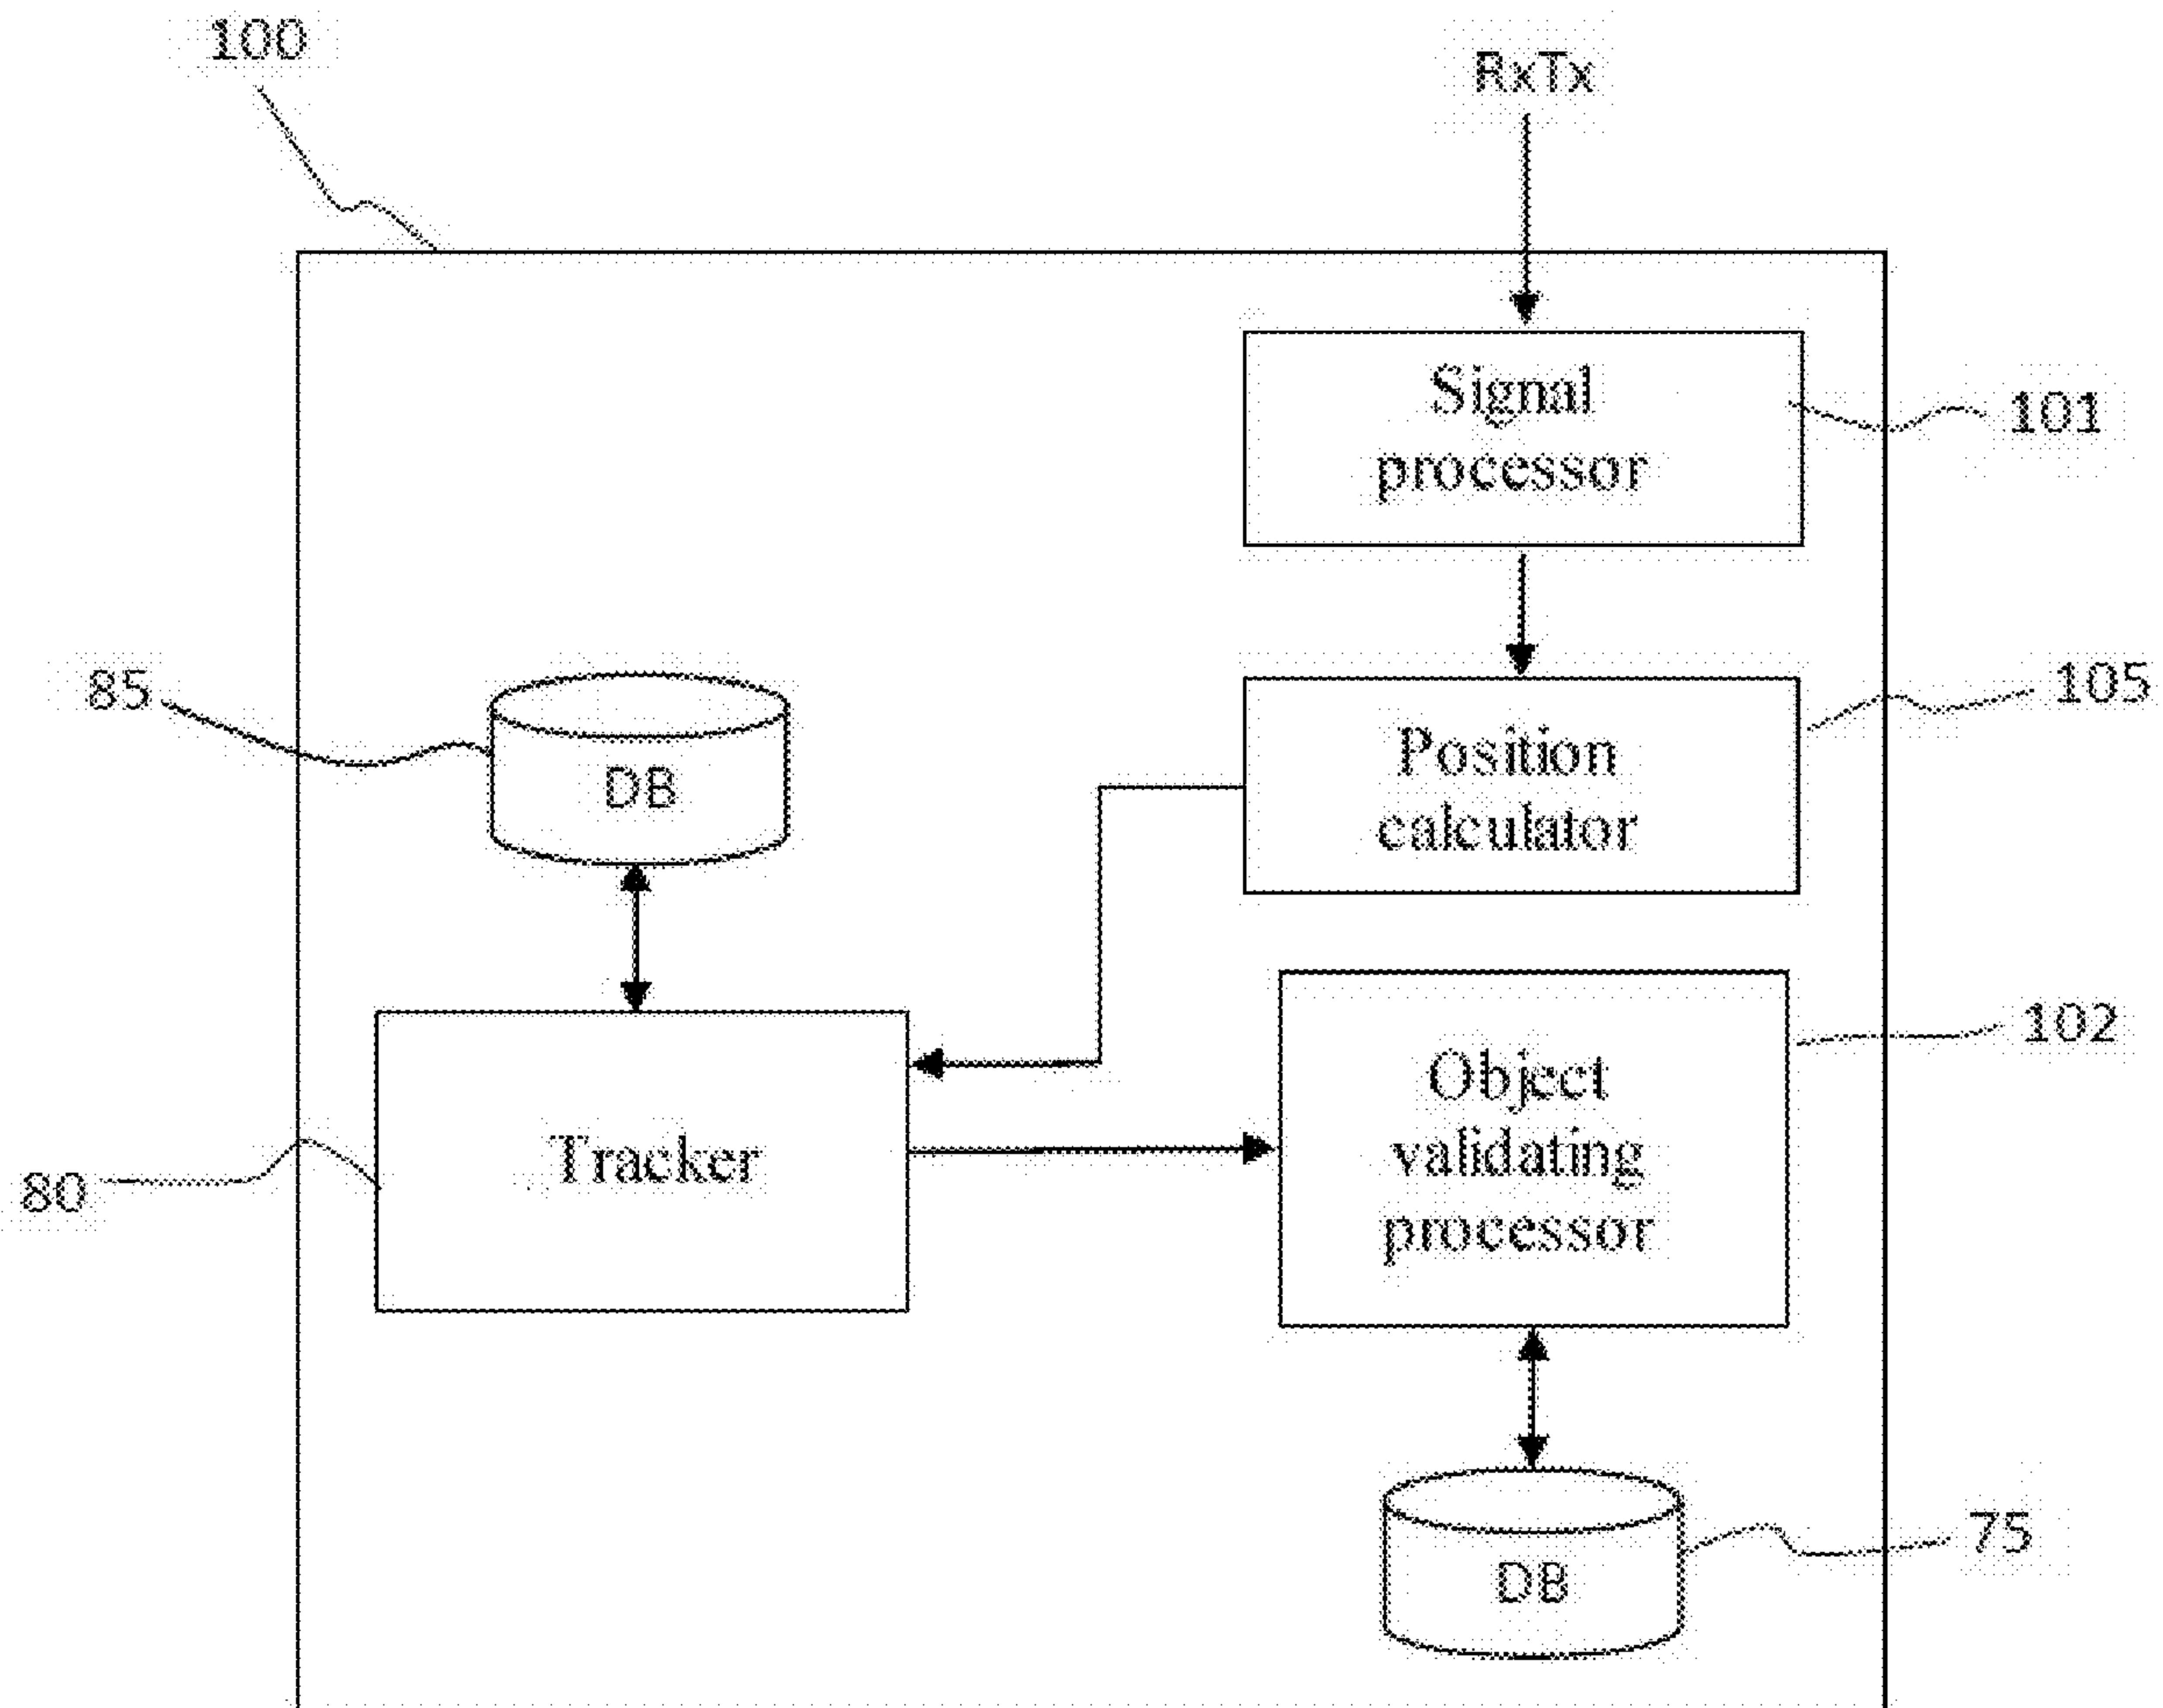 100
RxTx
Signal
processor
101
85
DB
Position
calculator
105
Tracker
80
Object
validating
processor
102
DB
75